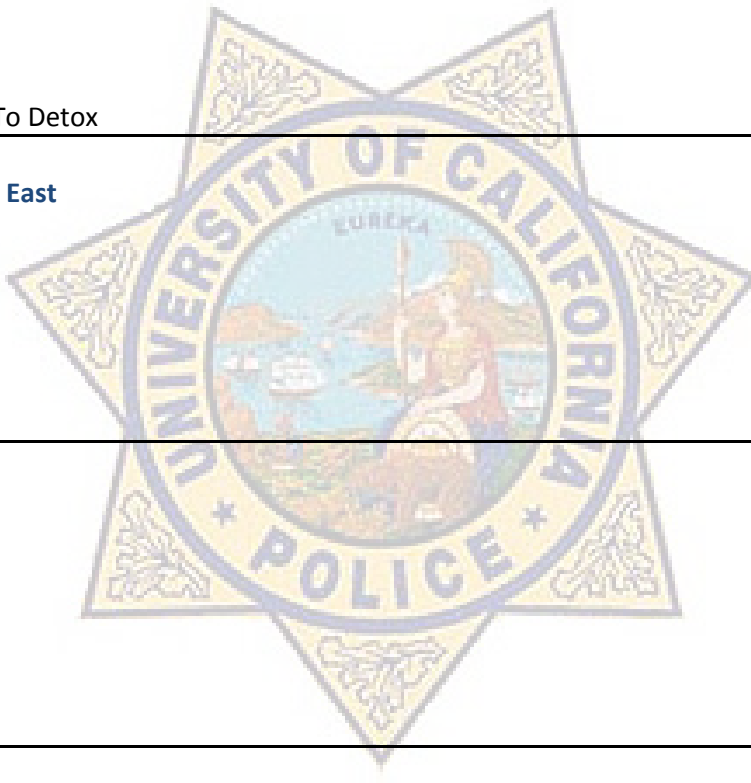 To Detox
East
UNIVERSITY OF CALIFORNIA
EUREKA
* POLICE *